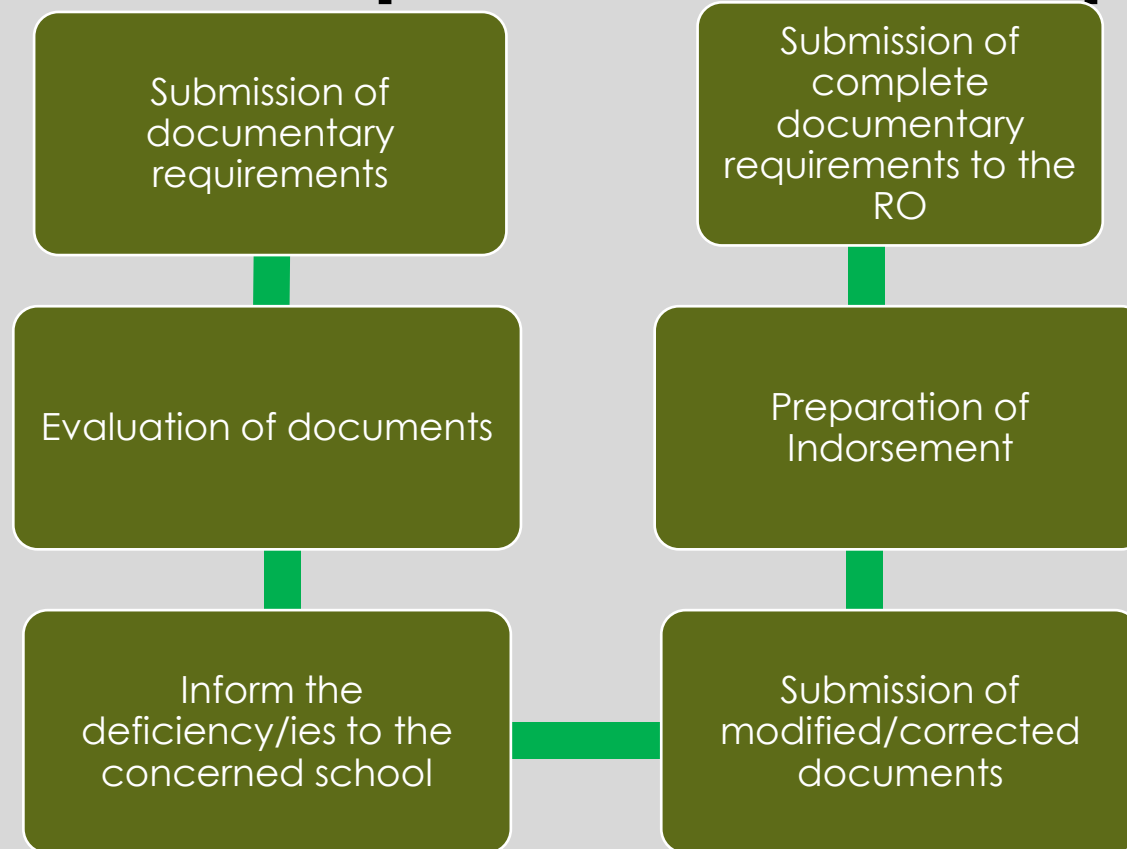 Submission of
documentary
requirements
Evaluation of documents
Inform the
deficiency/ies to the
concerned school
Submission of
modified/corrected
documents
Preparation of
Indorsement
Submission of
complete
documentary
requirements to the
RO